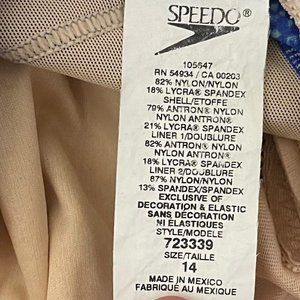 SPEEDO®
105647
RN 54934 / CA 00203
82% NYLON/NYLON
18% LYCRA® SPANDEX
SHELL/ETOFFE
79% ANTRON® NYLON
NYLON ANTRON®
21% LYCRA® SPANDEX
LINER 1/DOUBLURE
82% ANTRON® NYLON
NYLON ANTRON®
18% LYCRA® SPANDEX
LINER 2/DOUBLURE
87% NYLON/NYLON
13% SPANDEX/SPANDEX
EXCLUSIVE OF
DECORATION & ELASTIC
SANS DÉCORATION
NI ÉLASTIQUES
STYLE/MODÈLE
723339
SIZE/TAILLE
14
MADE IN MEXICO
FABRIQUÉ AU MEXIQUE